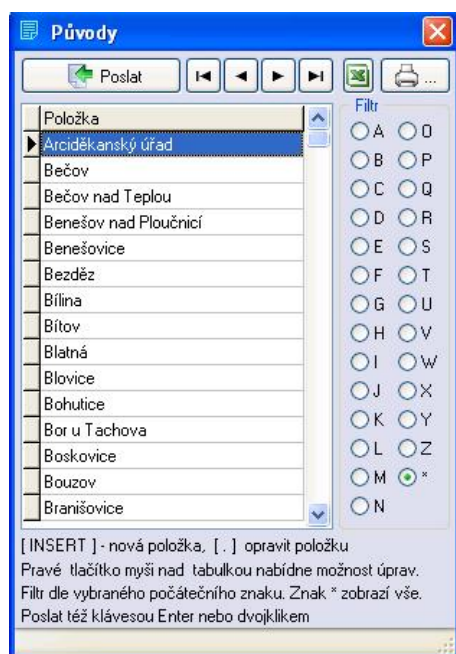 Původy
Poslat
...
Položka
Arciděkanský úřad
Bečov
Bečov nad Teplou
Benešov nad Ploučnicí
Benešovice
Bezděz
Bílina
Bítov
Blatná
Blovice
Bohutice
Bor u Tachova
Boskovice
Bouzov
Branišovice
Filtr
A O
B P
C Q
D R
E S
F T
G U
H V
I W
J X
K Y
L Z
M *
N
[ INSERT ] - nová položka, [ . ] opravit položku
Pravé tlačítko myši nad tabulkou nabídne možnost úprav.
Filtr dle vybraného počátečního znaku. Znak * zobrazí vše.
Poslat též klávesou Enter nebo dvojklikem